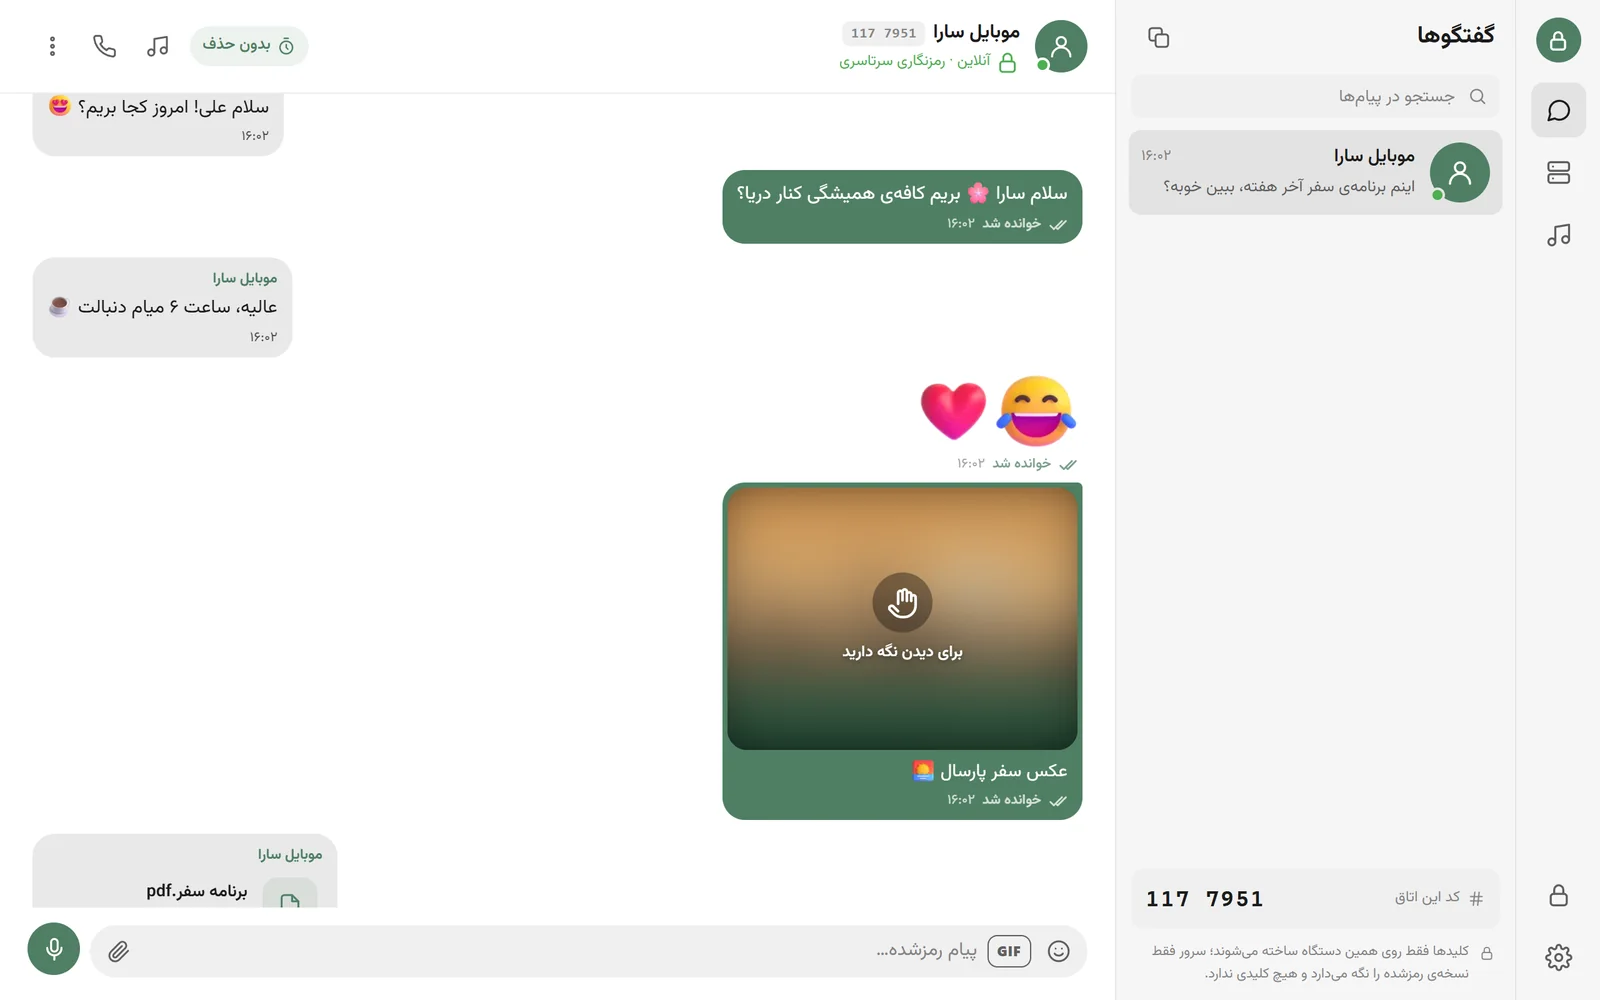 گفتگوها
جستجو در پیام‌ها
موبایل سارا
۱۶:۰۲
اینم برنامه‌ی سفر آخر هفته، ببین خوبه؟
# کد این اتاق
117 7951
کلیدها فقط روی همین دستگاه ساخته می‌شوند؛ سرور فقط
نسخه‌ی رمزشده را نگه می‌دارد و هیچ کلیدی ندارد.
موبایل سارا
117 7951
آنلاین · رمزنگاری سرتاسری
بدون حذف
سلام علی! امروز کجا بریم؟ 😍
۱۶:۰۲
سلام سارا 🌸 بریم کافه‌ی همیشگی کنار دریا؟
خوانده شد ۱۶:۰۲
موبایل سارا
عالیه، ساعت ۶ میام دنبالت ☕
۱۶:۰۲
خوانده شد ۱۶:۰۲
برای دیدن نگه دارید
عکس سفر پارسال 🌅
خوانده شد ۱۶:۰۲
موبایل سارا
برنامه سفر.pdf
GIF
پیام رمزشده...